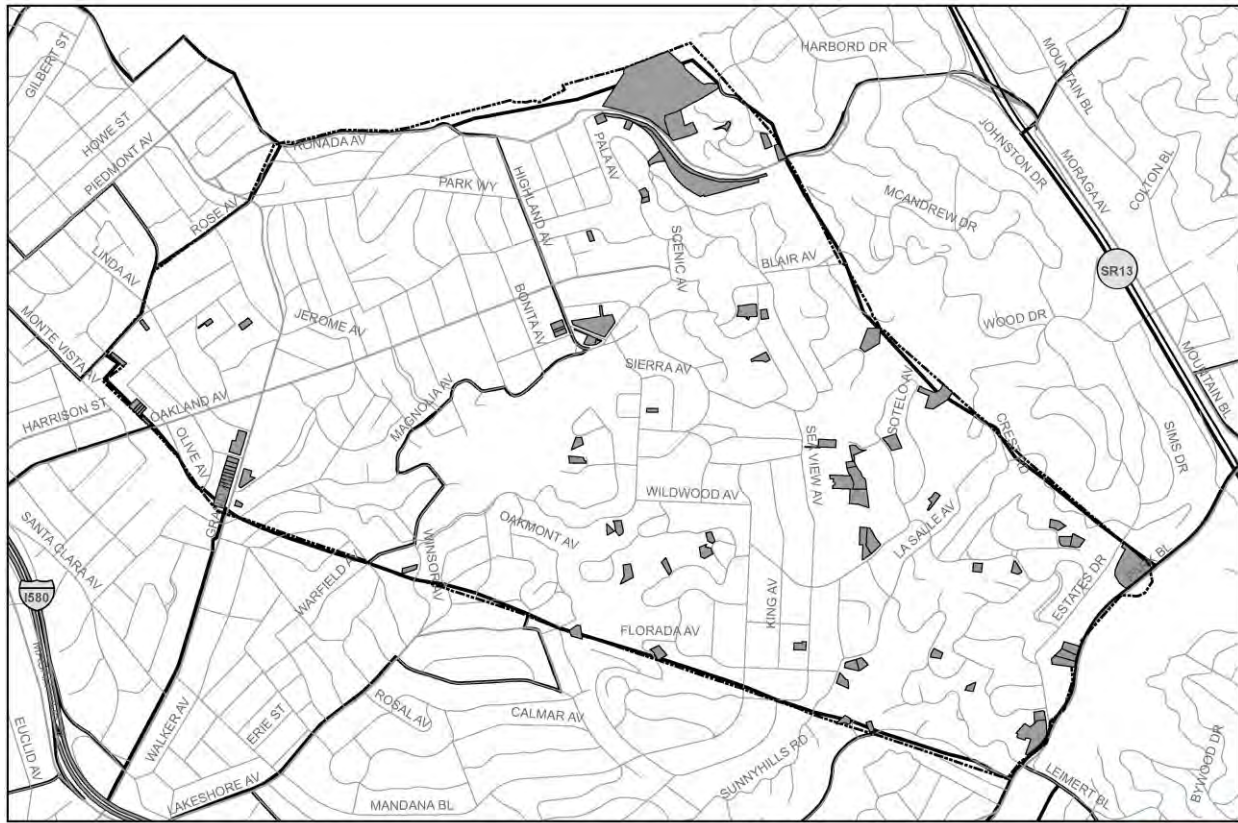 GILBERT ST
HARBORD DR
MOUNTAIN BL
HOWE ST
PIEDMONT AV
RONADA AV
PALA AV
JOHNSTON DR
MORAGA AV
COLTON BL
PARK WY
HIGHLAND AV
ROSE AV
MCANDREW DR
LINDA AV
SCENIC AV
BLAIR AV
SR13
MONTE VISTA AV
JEROME AV
BONITA AV
WOOD DR
MOUNTAIN BL
SIERRA AV
HARRISON ST
OAKLAND AV
MAGNOLIA AV
SOTELO AV
CREST RD
SIMS DR
OLIVE AV
SEA VIEW AV
WILDWOOD AV
OAKMONT AV
LA SALLE AV
SANTA CLARA AV
WINSOR AV
WARFIELD
ESTATES DR
I580
KING AV
FLORADA AV
WALKER AV
ERIE ST
ROSAL AV
CALMAR AV
EUCLID AV
SUNNYHILLS RD
LEIMERT BL
BYWOOD DR
LAKESHORE AV
MANDANA BL